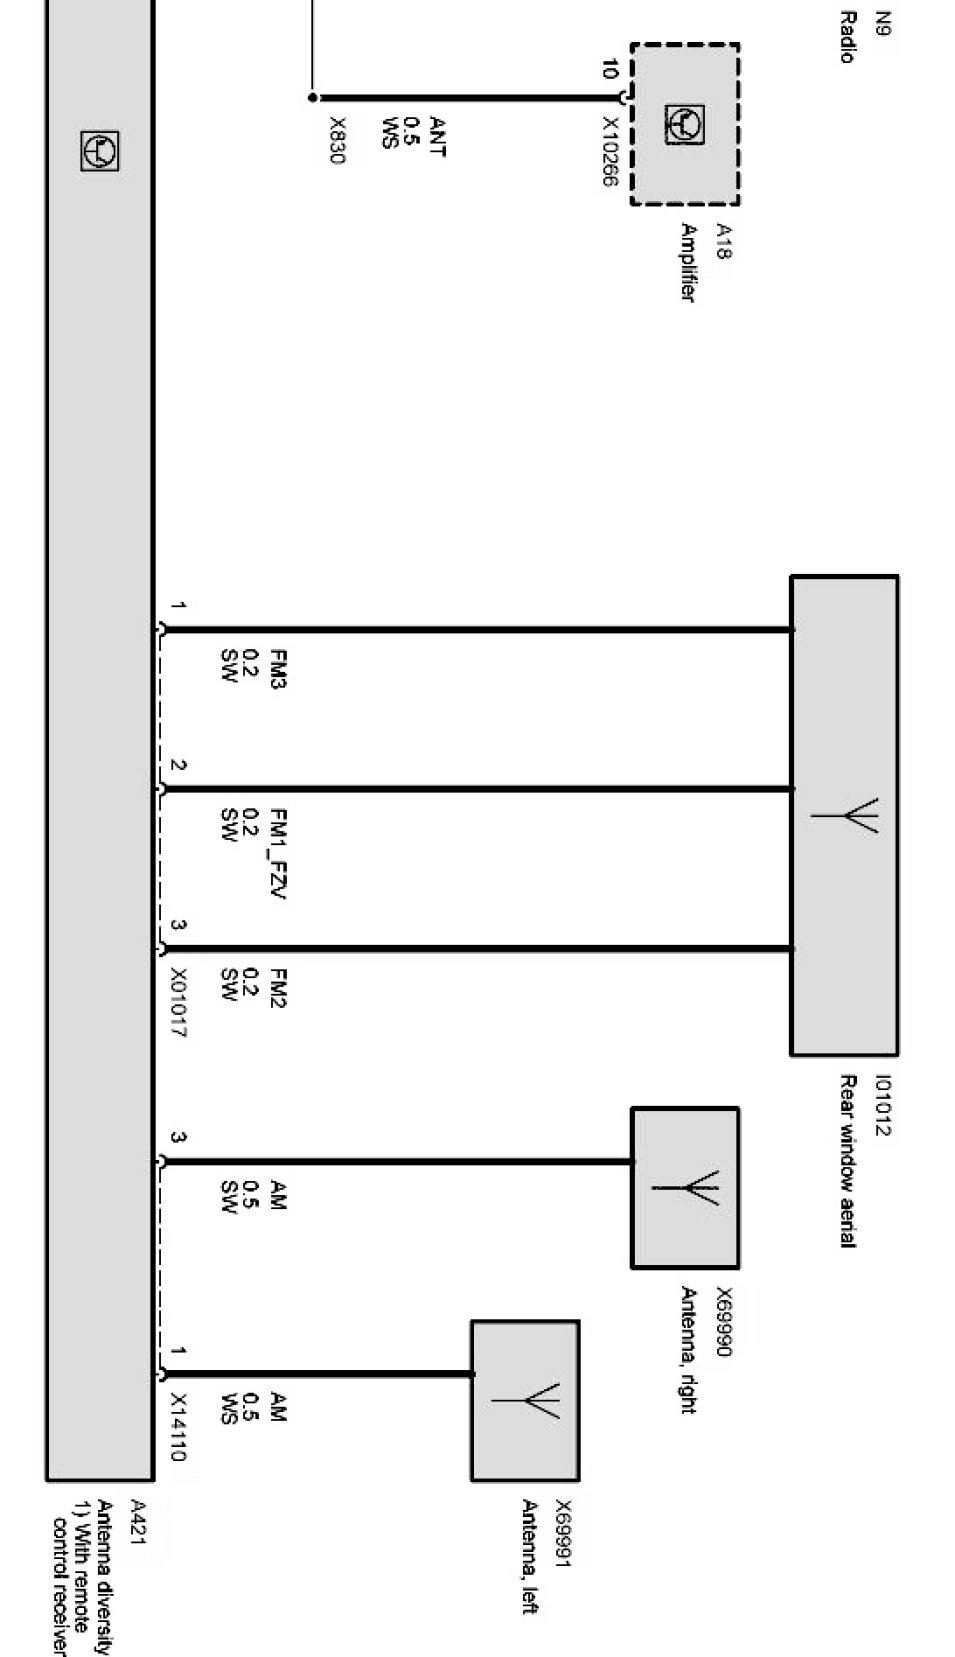 N9
Radio
10
X10266
A18
Amplifier
ANT
0.5
WS
X830
1
FM3
0.2
SW
2
FM1_FZV
0.2
SW
3
X01017
FM2
0.2
SW
I01012
Rear window aerial
3
AM
0.5
SW
X69990
Antenna, right
1
X14110
AM
0.5
WS
X69991
Antenna, left
A421
Antenna diversity
1) With remote
control receiver